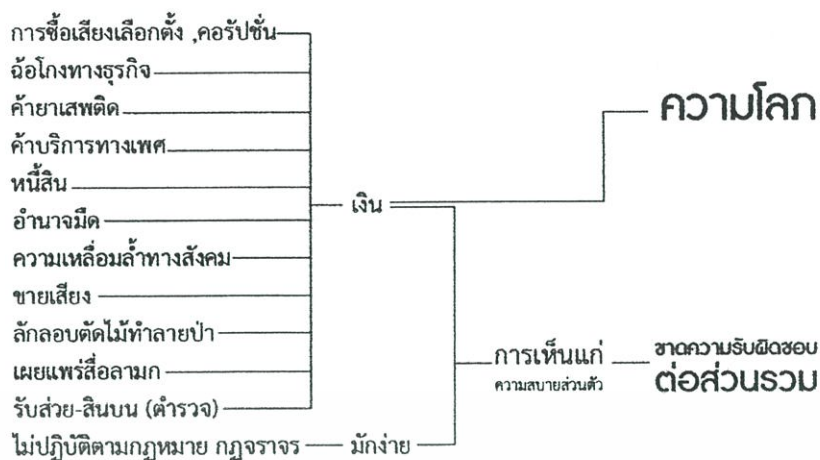 การซื้อเสียงเลือกตั้ง ,คอรัปชั่น
ฉ้อโกงทางธุรกิจ
ค้ายาเสพติด
ค้าบริการทางเพศ
หนี้สิน
อำนาจมืด
ความเหลื่อมล้ำทางสังคม
ขายเสียง
ลักลอบตัดไม้ทำลายป่า
เผยแพร่สื่อลามก
รับส่วย-สินบน (ตำรวจ)
ไม่ปฏิบัติตามกฎหมาย กฎจราจร
เงิน
มักง่าย
ความโลภ
การเห็นแก่
ความสบายส่วนตัว
ขาดความรับผิดชอบ
ต่อส่วนรวม